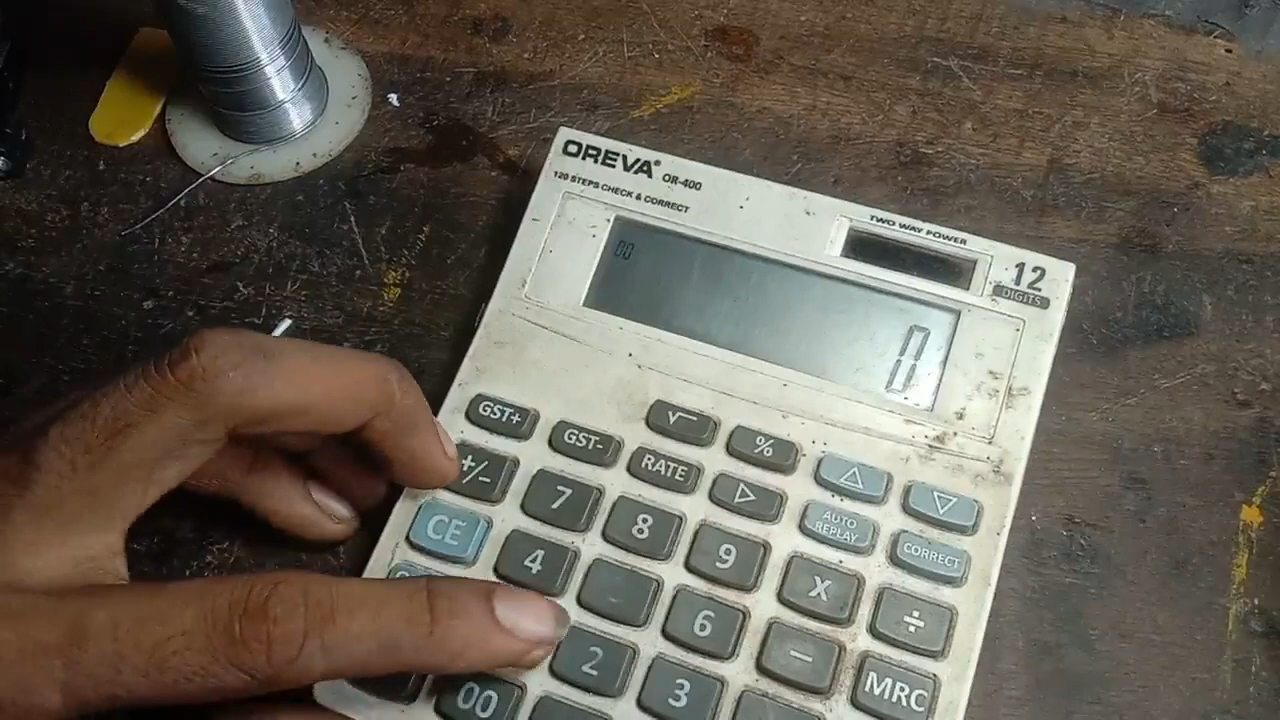 OREVA® OR-400
120 STEPS CHECK & CORRECT
TWO WAY POWER
12
DIGITS
00
0
GST+ GST- √ % △ ▽
+/- 7 8 RATE ▷ AUTO REPLAY CORRECT
CE 4 9 X ÷
6 − MRC
00 2 3